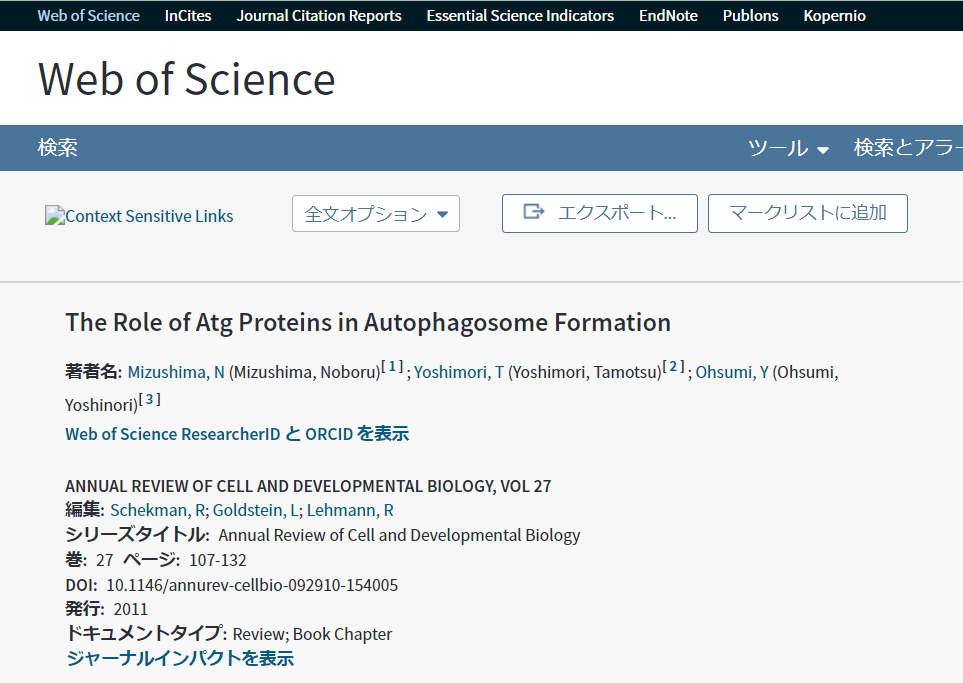 Web of Science InCites Journal Citation Reports Essential Science Indicators EndNote Publons Kopernio
Web of Science
検索 ツール 検索とアラー
Context Sensitive Links 全文オプション エクスポート... マークリストに追加
The Role of Atg Proteins in Autophagosome Formation
著者名: Mizushima, N (Mizushima, Noboru)[ 1 ] ; Yoshimori, T (Yoshimori, Tamotsu)[ 2 ] ; Ohsumi, Y (Ohsumi,
Yoshinori)[ 3 ]
Web of Science ResearcherID と ORCID を表示
ANNUAL REVIEW OF CELL AND DEVELOPMENTAL BIOLOGY, VOL 27
編集: Schekman, R; Goldstein, L; Lehmann, R
シリーズタイトル: Annual Review of Cell and Developmental Biology
巻: 27 ページ: 107-132
DOI: 10.1146/annurev-cellbio-092910-154005
発行: 2011
ドキュメントタイプ: Review; Book Chapter
ジャーナルインパクトを表示